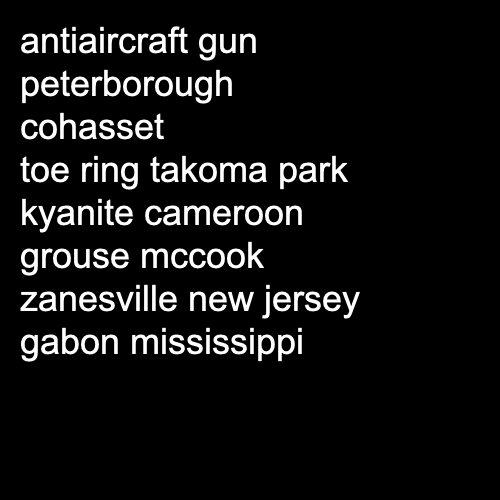 antiaircraft gun
peterborough
cohasset
toe ring takoma park
kyanite cameroon
grouse mccook
zanesville new jersey
gabon mississippi